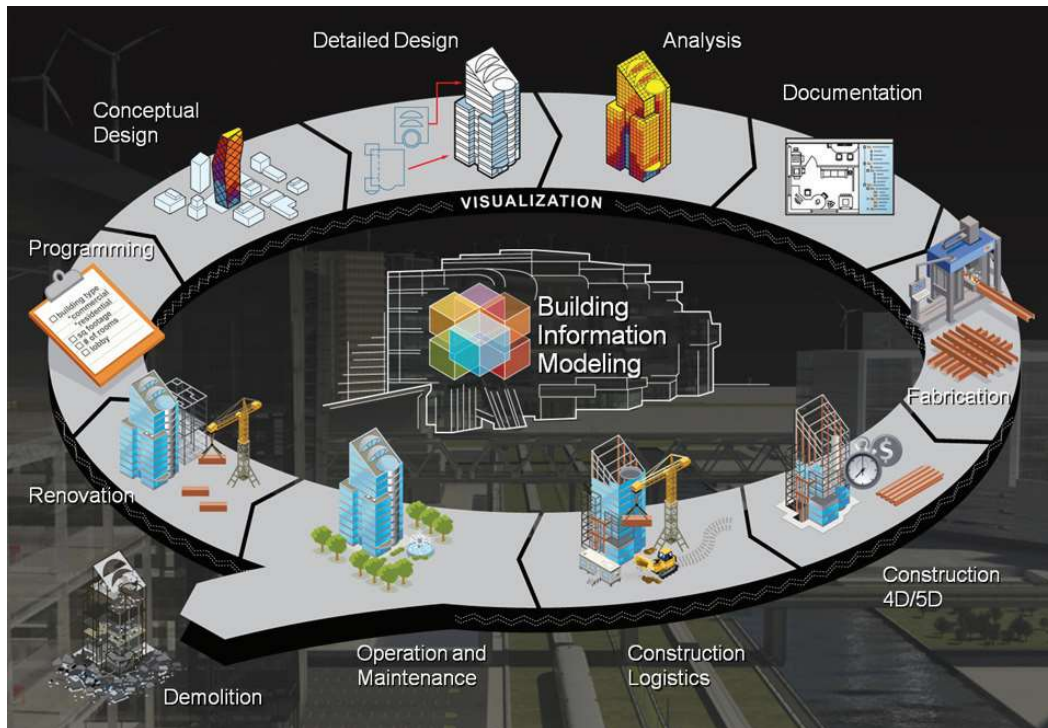 Detailed Design
Analysis
Documentation
Conceptual
Design
VISUALIZATION
Programming
building type
*commercial
*residential
sq footage
# of rooms
lobby
Building
Information
Modeling
$
Fabrication
Renovation
Construction
4D/5D
Operation and
Maintenance
Construction
Logistics
Demolition